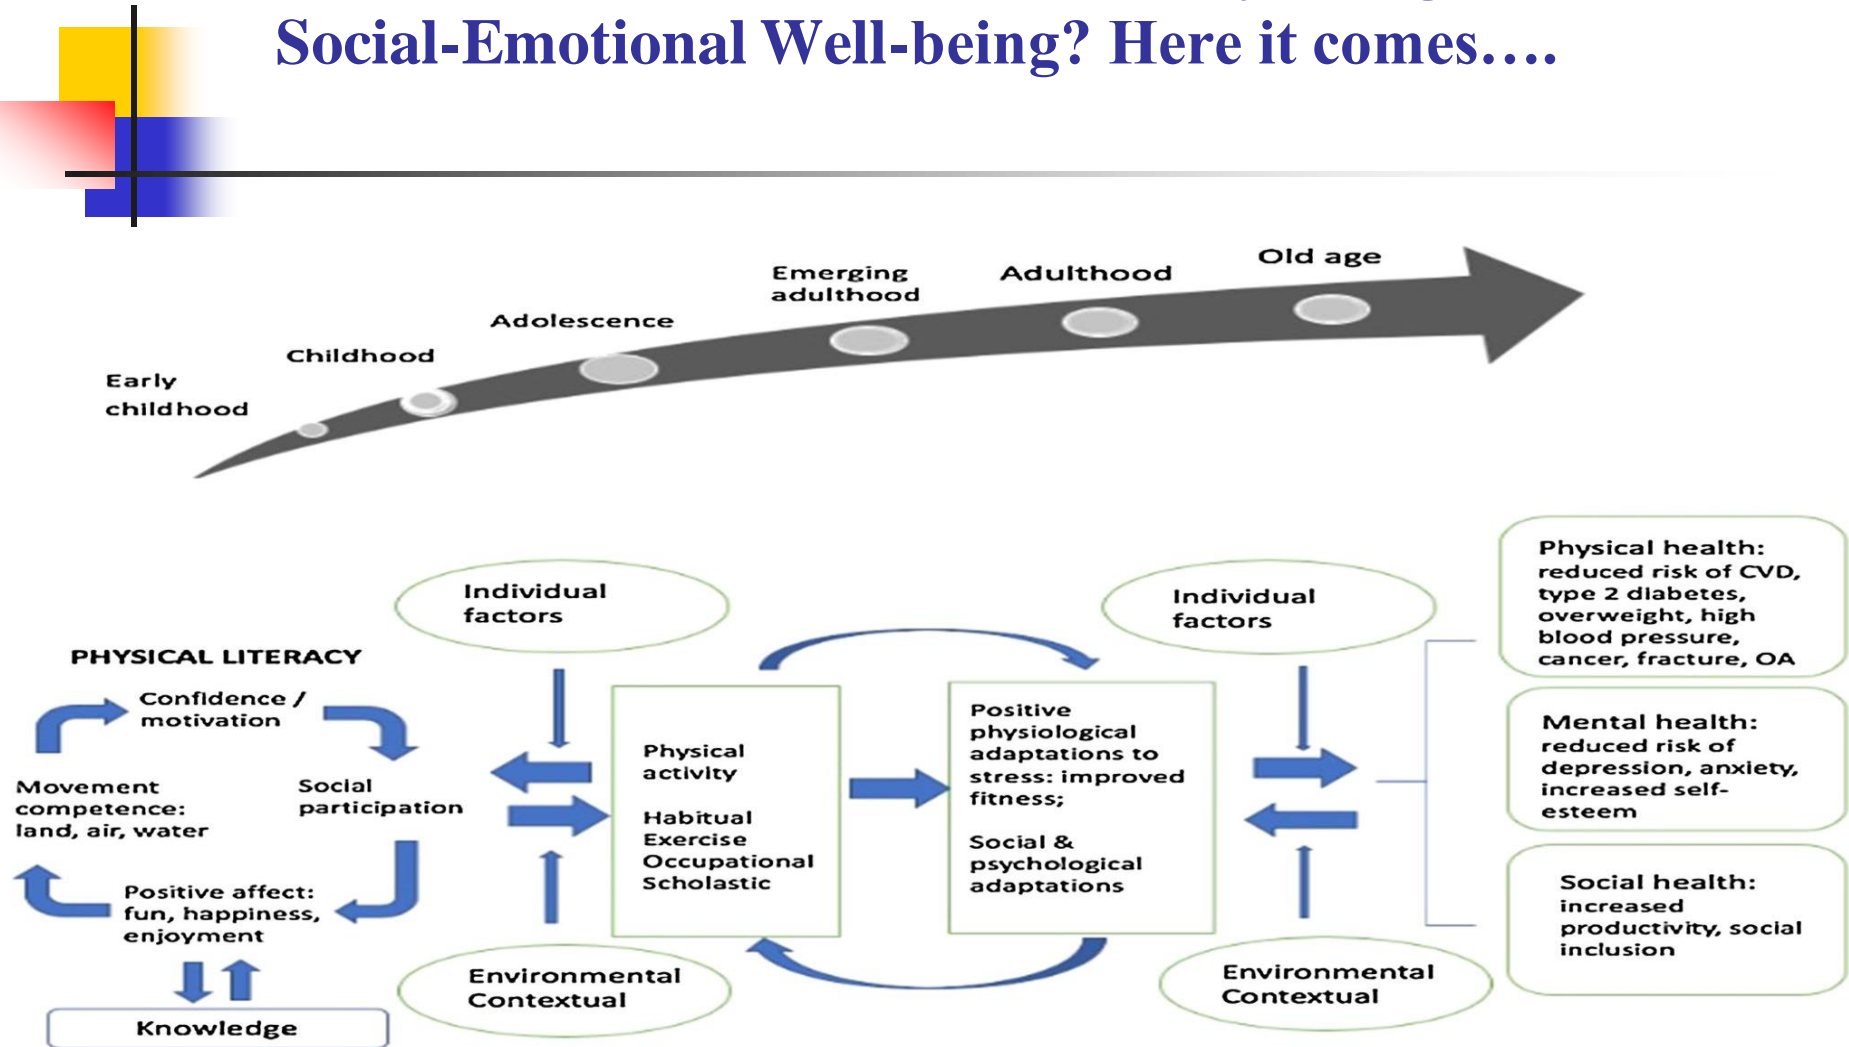 Social-Emotional Well-being? Here it comes….
Early
childhood
Childhood
Adolescence
Emerging
adulthood
Adulthood
Old age
PHYSICAL LITERACY
Confidence /
motivation
Movement
competence:
land, air, water
Social
participation
Positive affect:
fun, happiness,
enjoyment
Knowledge
Individual
factors
Environmental
Contextual
Physical
activity
Habitual
Exercise
Occupational
Scholastic
Positive
physiological
adaptations to
stress: improved
fitness;
Social &
psychological
adaptations
Individual
factors
Environmental
Contextual
Physical health:
reduced risk of CVD,
type 2 diabetes,
overweight, high
blood pressure,
cancer, fracture, OA
Mental health:
reduced risk of
depression, anxiety,
increased self-
esteem
Social health:
increased
productivity, social
inclusion